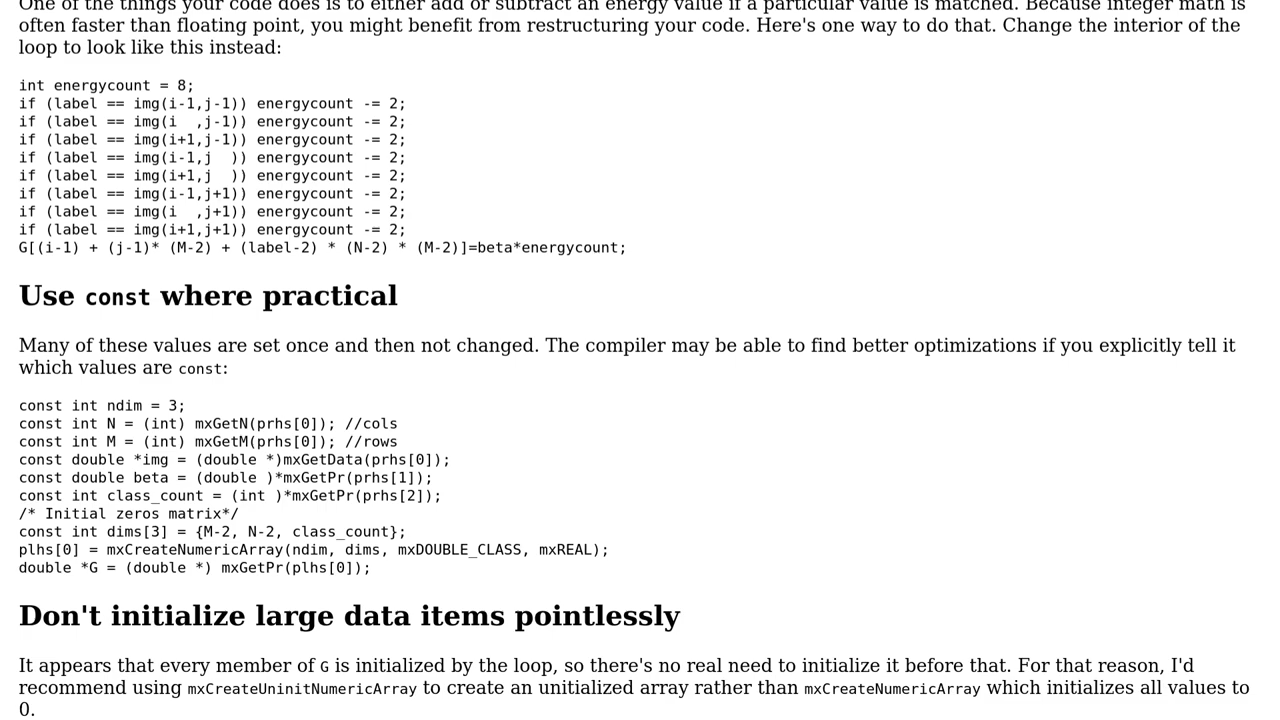 One of the things your code does is to either add or subtract an energy value if a particular value is matched. Because integer math is
often faster than floating point, you might benefit from restructuring your code. Here's one way to do that. Change the interior of the
loop to look like this instead:
int energycount = 8;
if (label == img(i-1,j-1)) energycount -= 2;
if (label == img(i  ,j-1)) energycount -= 2;
if (label == img(i+1,j-1)) energycount -= 2;
if (label == img(i-1,j  )) energycount -= 2;
if (label == img(i+1,j  )) energycount -= 2;
if (label == img(i-1,j+1)) energycount -= 2;
if (label == img(i  ,j+1)) energycount -= 2;
if (label == img(i+1,j+1)) energycount -= 2;
G[(i-1) + (j-1)* (M-2) + (label-2) * (N-2) * (M-2)]=beta*energycount;
Use const where practical
Many of these values are set once and then not changed. The compiler may be able to find better optimizations if you explicitly tell it
which values are const:
const int ndim = 3;
const int N = (int) mxGetN(prhs[0]); //cols
const int M = (int) mxGetM(prhs[0]); //rows
const double *img = (double *)mxGetData(prhs[0]);
const double beta = (double )*mxGetPr(prhs[1]);
const int class_count = (int )*mxGetPr(prhs[2]);
/* Initial zeros matrix*/
const int dims[3] = {M-2, N-2, class_count};
plhs[0] = mxCreateNumericArray(ndim, dims, mxDOUBLE_CLASS, mxREAL);
double *G = (double *) mxGetPr(plhs[0]);
Don't initialize large data items pointlessly
It appears that every member of G is initialized by the loop, so there's no real need to initialize it before that. For that reason, I'd
recommend using mxCreateUninitNumericArray to create an unitialized array rather than mxCreateNumericArray which initializes all values to
0.